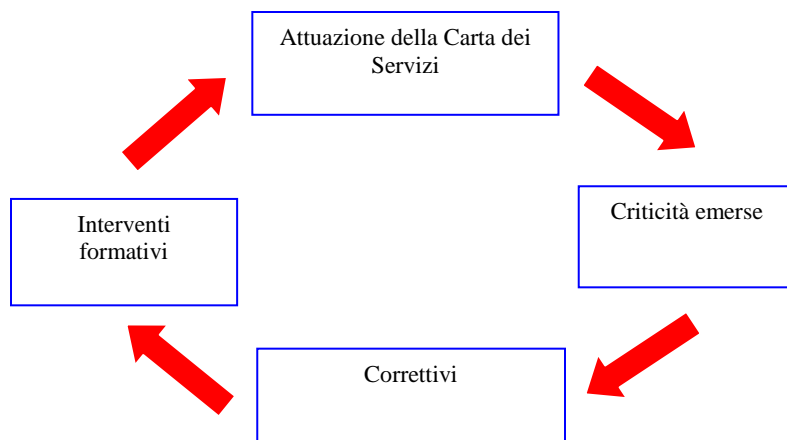 Attuazione della Carta dei
Servizi
Criticità emerse
Interventi
formativi
Correttivi